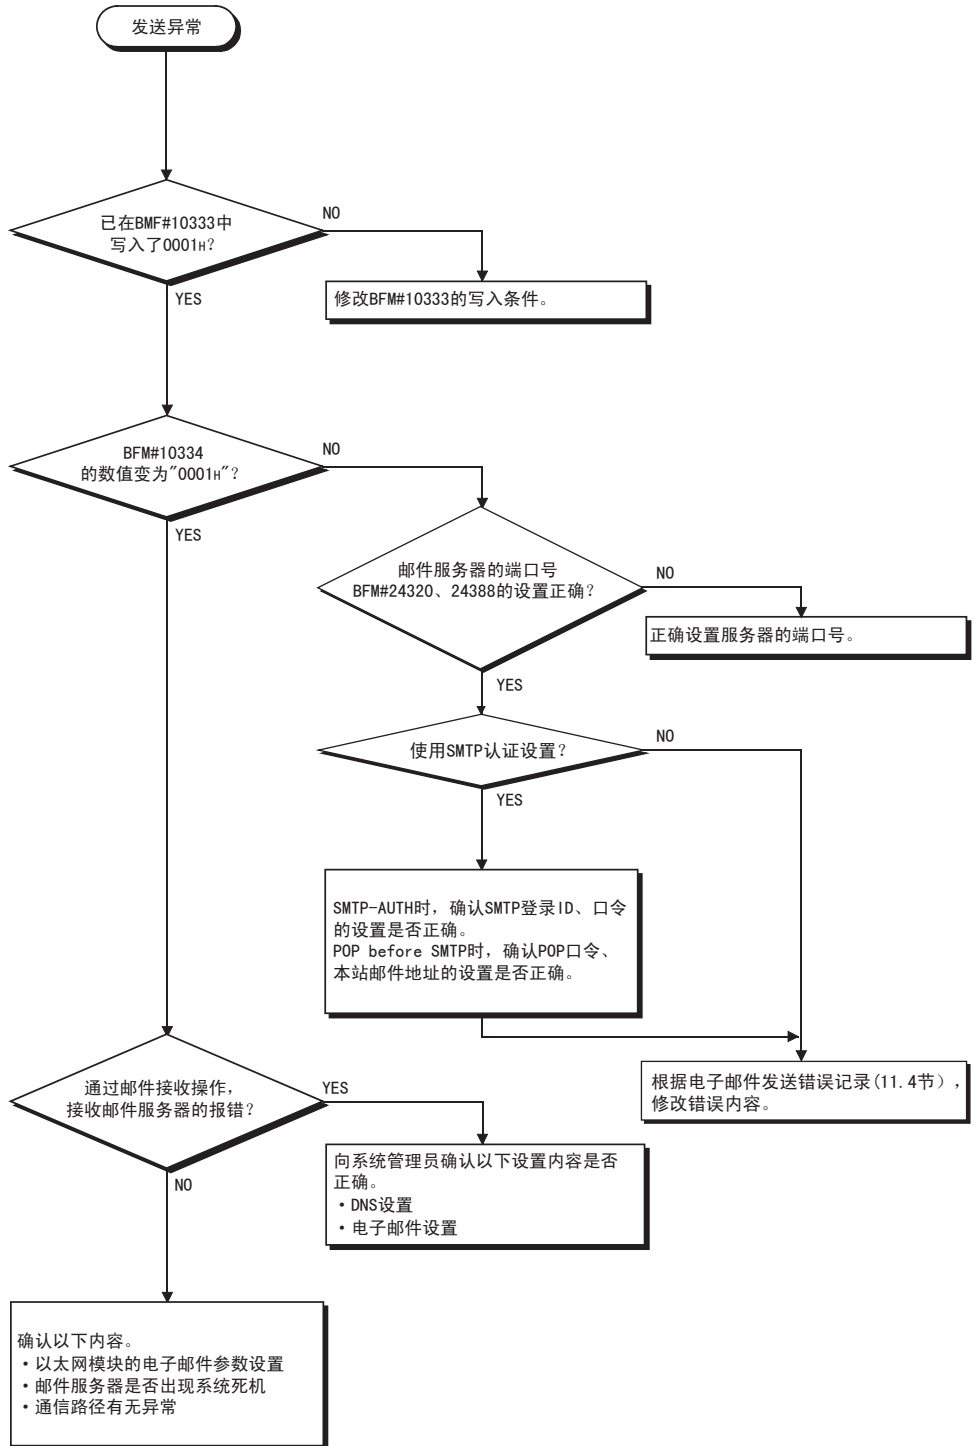 发送异常
已在BMF#10333中
写入了0001H?
NO
YES
修改BFM#10333的写入条件。
BFM#10334
的数值变为"0001H"?
NO
YES
邮件服务器的端口号
BFM#24320、24388的设置正确?
NO
正确设置服务器的端口号。
YES
使用SMTP认证设置?
NO
YES
SMTP-AUTH时，确认SMTP登录ID、口令
的设置是否正确。
POP before SMTP时，确认POP口令、
本站邮件地址的设置是否正确。
根据电子邮件发送错误记录(11.4节)，
修改错误内容。
通过邮件接收操作，
接收邮件服务器的报错?
YES
NO
向系统管理员确认以下设置内容是否
正确。
・DNS设置
・电子邮件设置
确认以下内容。
・以太网模块的电子邮件参数设置
・邮件服务器是否出现系统死机
・通信路径有无异常